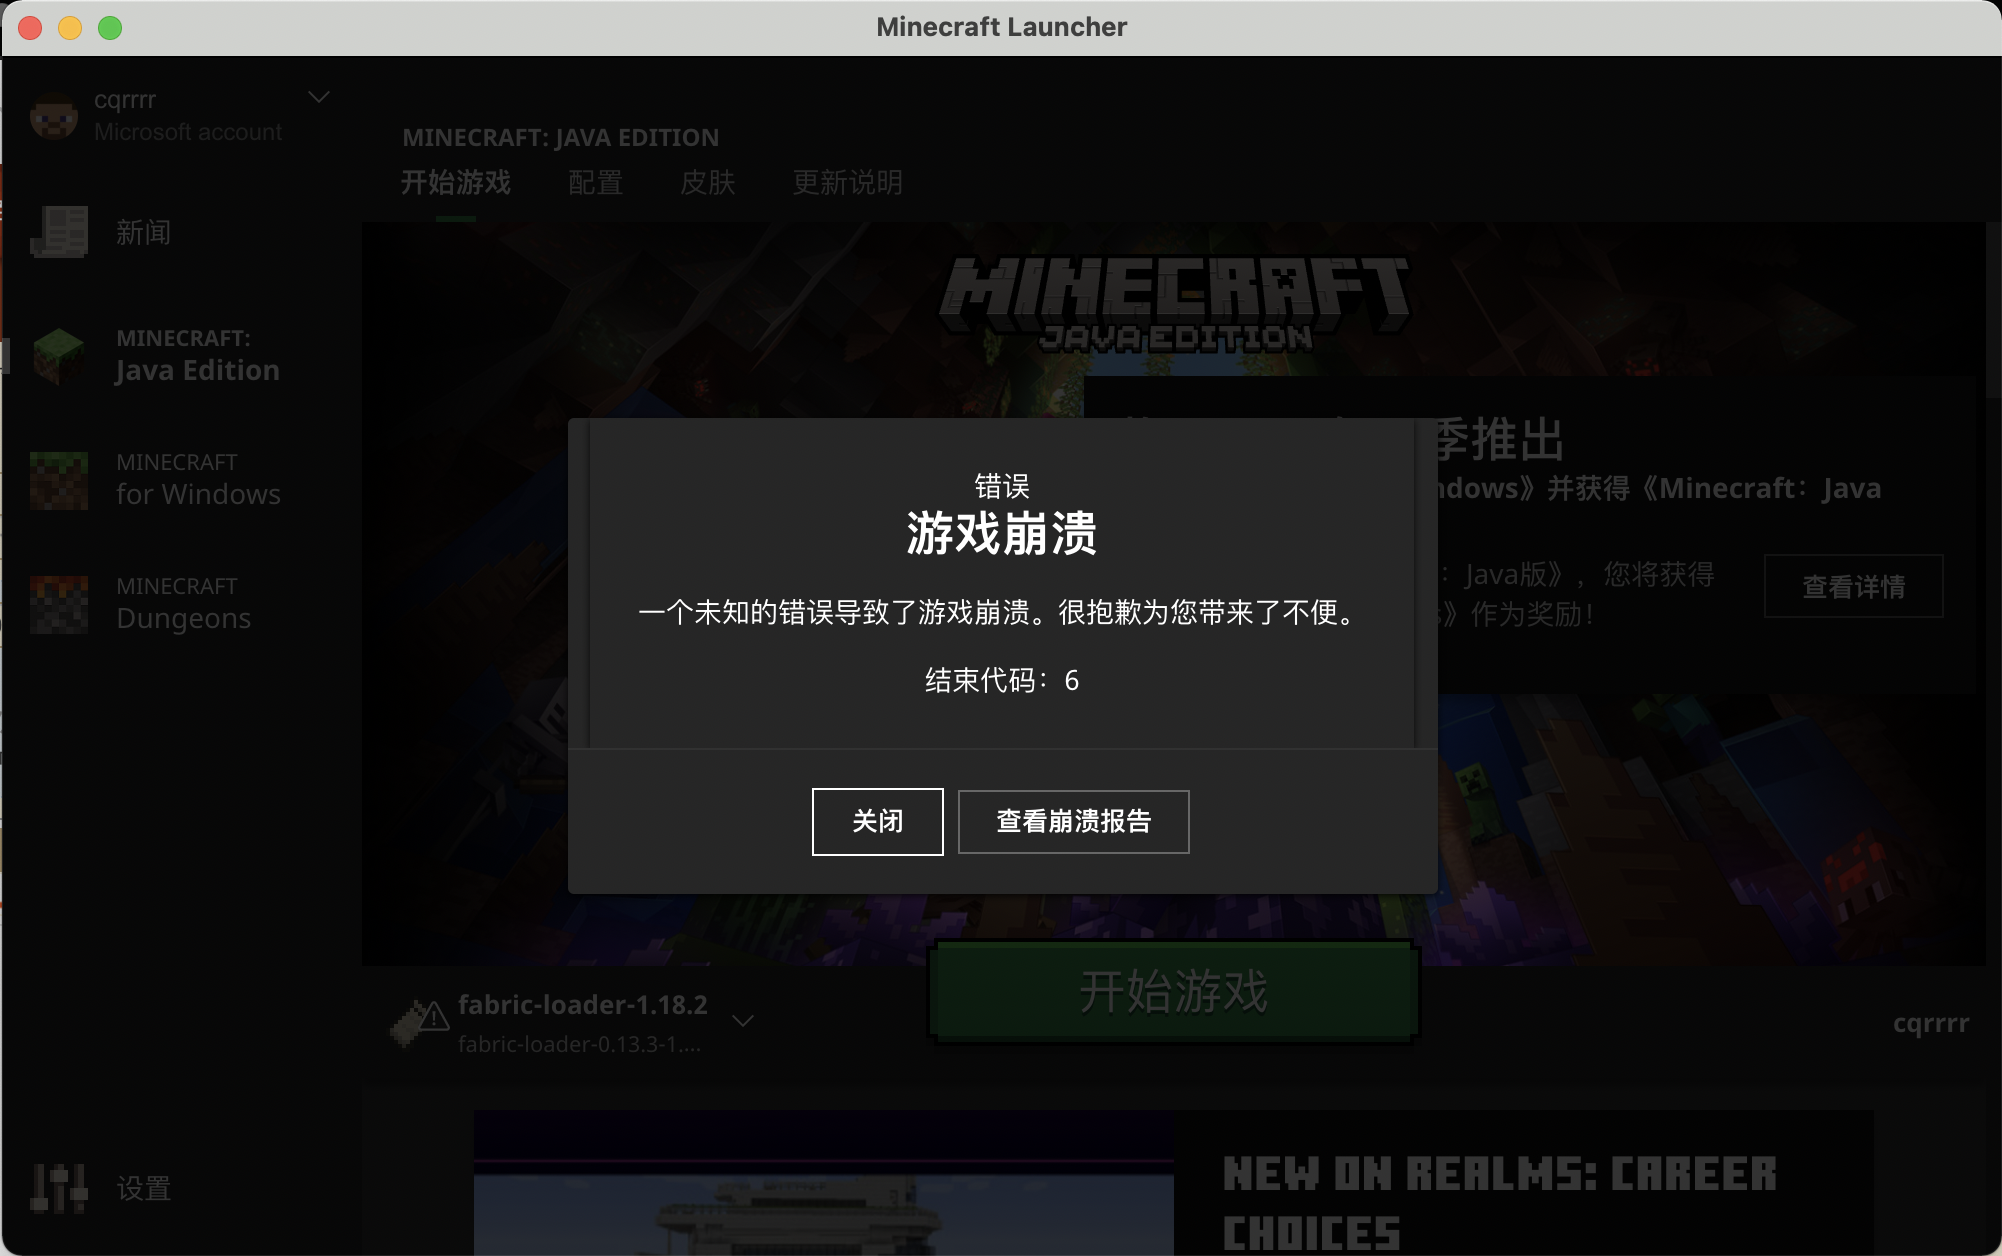 Minecraft Launcher
cqrrrr
Microsoft account
新闻
MINECRAFT:
Java Edition
MINECRAFT
for Windows
MINECRAFT
Dungeons
设置
MINECRAFT: JAVA EDITION
开始游戏 配置 皮肤 更新说明
MINECRAFT
JAVA EDITION
季推出
ndows》并获得《Minecraft：Java
：Java版》，您将获得
》作为奖励！
查看详情
错误
游戏崩溃
一个未知的错误导致了游戏崩溃。很抱歉为您带来了不便。
结束代码：6
关闭
查看崩溃报告
fabric-loader-1.18.2
fabric-loader-0.13.3-1....
开始游戏
cqrrrr
NEW ON REALMS: CAREER
CHOICES